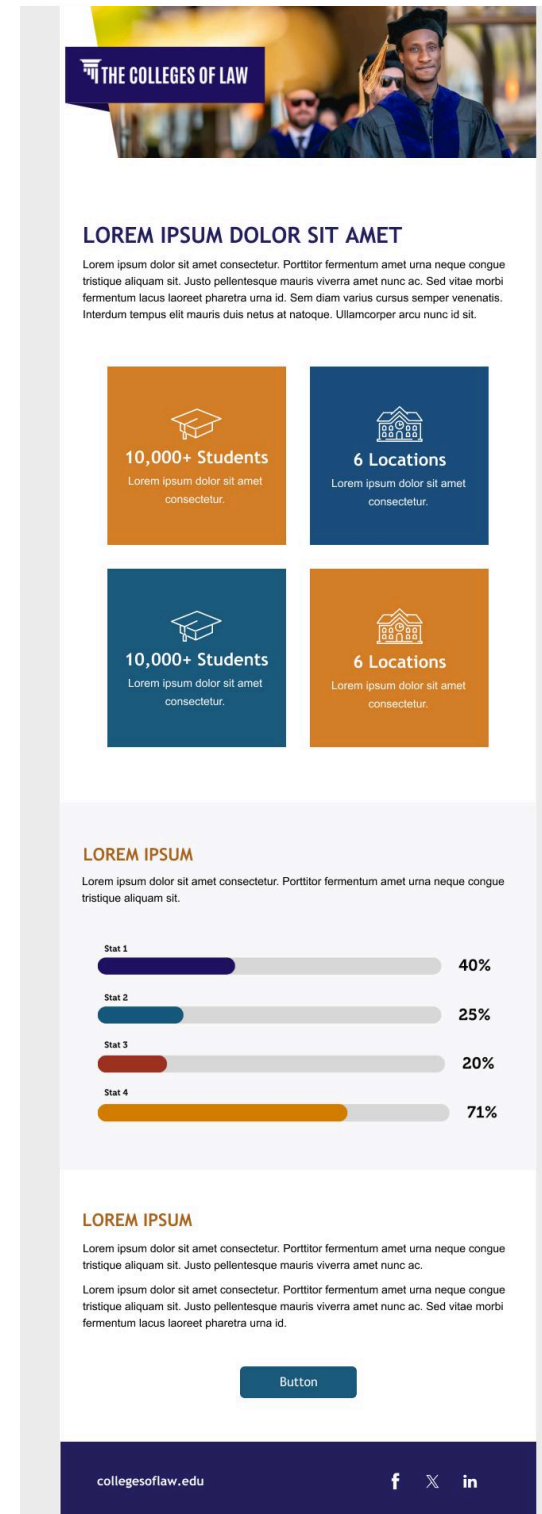 THE COLLEGES OF LAW
LOREM IPSUM DOLOR SIT AMET
Lorem ipsum dolor sit amet consectetur. Porttitor fermentum amet urna neque congue
tristique aliquam sit. Justo pellentesque mauris viverra amet nunc ac. Sed vitae morbi
fermentum lacus laoreet pharetra urna id. Sem diam varius cursus semper venenatis.
Interdum tempus elit mauris duis netus at natoque. Ullamcorper arcu nunc id sit.
10,000+ Students
Lorem ipsum dolor sit amet
consectetur.
6 Locations
Lorem ipsum dolor sit amet
consectetur.
10,000+ Students
Lorem ipsum dolor sit amet
consectetur.
6 Locations
Lorem ipsum dolor sit amet
consectetur.
LOREM IPSUM
Lorem ipsum dolor sit amet consectetur. Porttitor fermentum amet urna neque congue
tristique aliquam sit.
Stat 1
40%
Stat 2
25%
Stat 3
20%
Stat 4
71%
LOREM IPSUM
Lorem ipsum dolor sit amet consectetur. Porttitor fermentum amet urna neque congue
tristique aliquam sit. Justo pellentesque mauris viverra amet nunc ac.
Lorem ipsum dolor sit amet consectetur. Porttitor fermentum amet urna neque congue
tristique aliquam sit. Justo pellentesque mauris viverra amet nunc ac. Sed vitae morbi
fermentum lacus laoreet pharetra urna id.
Button
collegesoflaw.edu